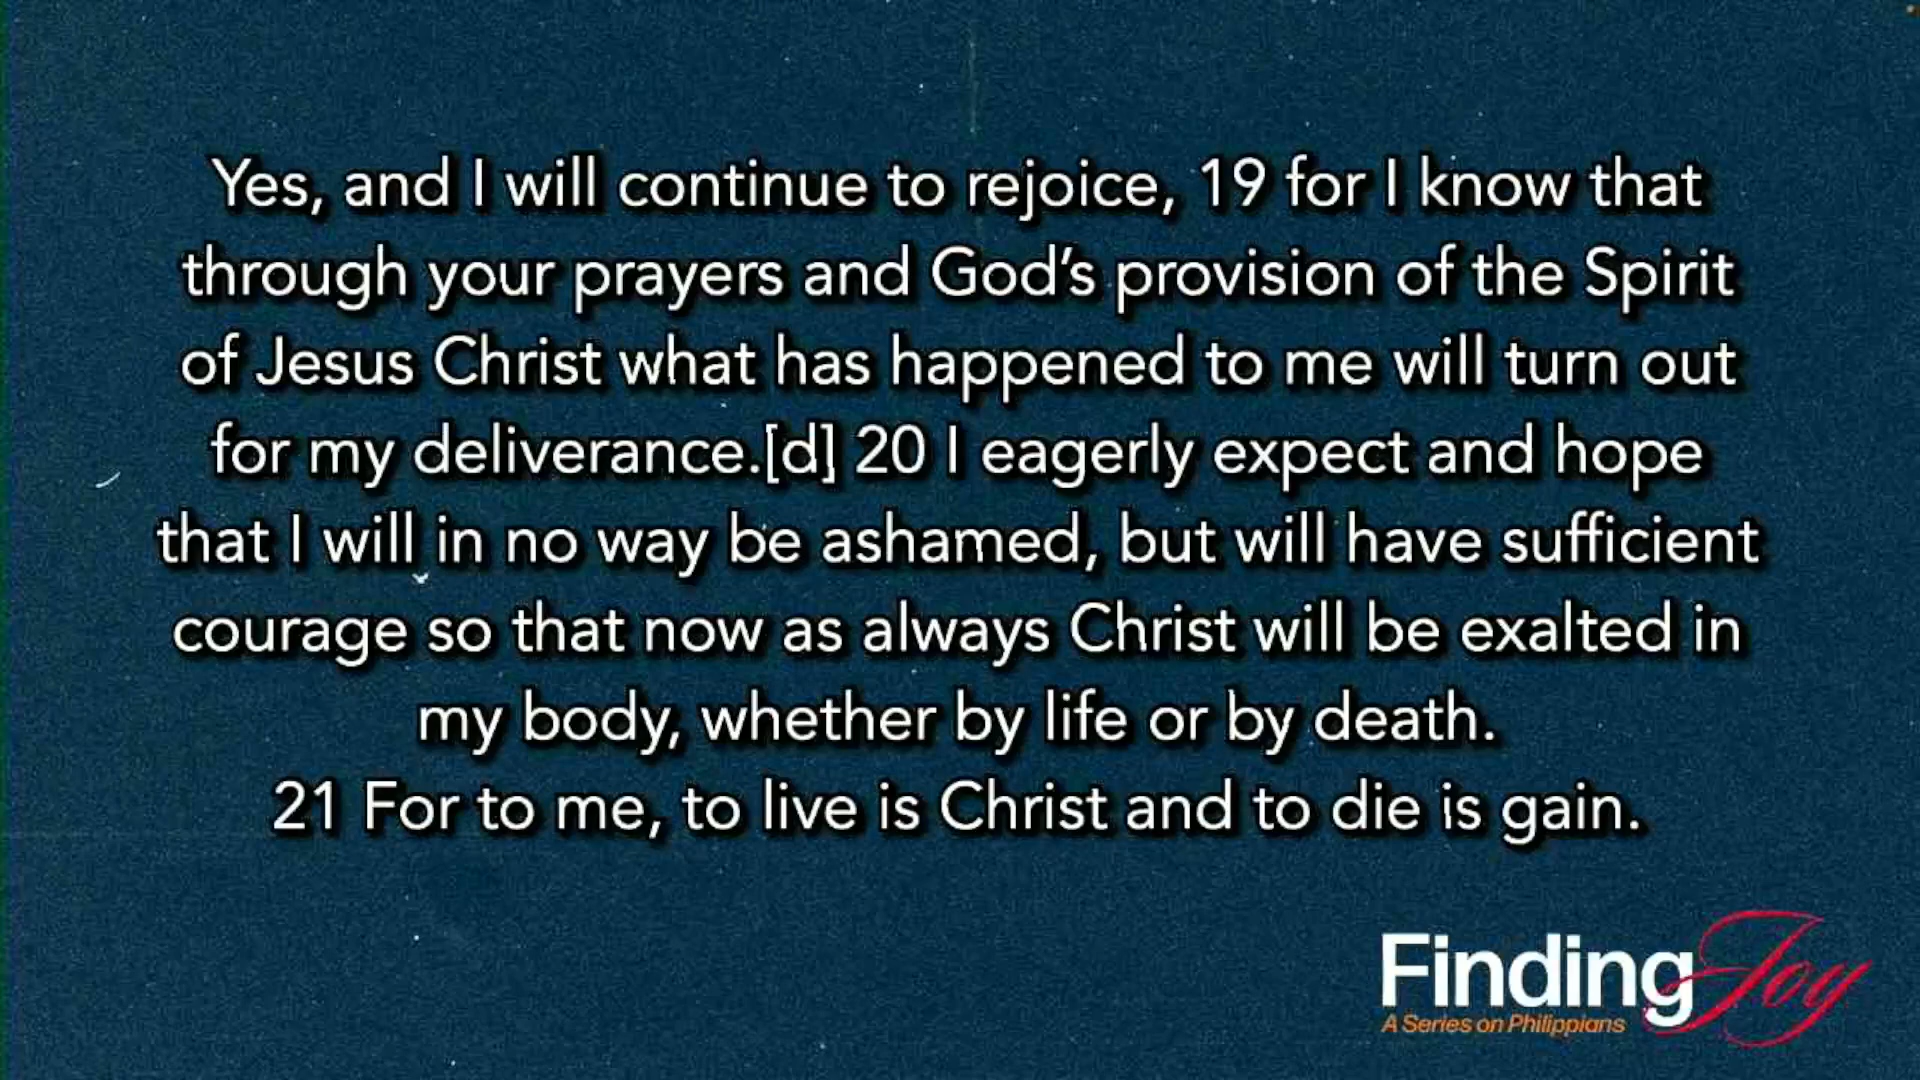 Yes, and I will continue to rejoice, 19 for I know that
through your prayers and God’s provision of the Spirit
of Jesus Christ what has happened to me will turn out
for my deliverance.[d] 20 I eagerly expect and hope
that I will in no way be ashamed, but will have sufficient
courage so that now as always Christ will be exalted in
my body, whether by life or by death.
21 For to me, to live is Christ and to die is gain.
Finding Joy
A Series on Philippians